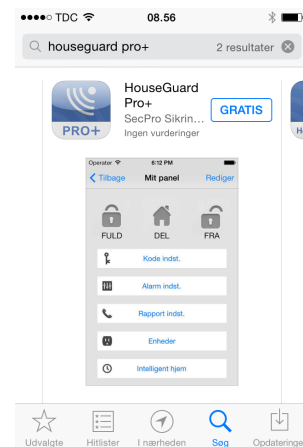 TDC 08.56
houseguard pro+ 2 resultater
HouseGuard
Pro+
SecPro Sikrin...
Ingen vurderinger
GRATIS
PRO+
Operatør 6:12 PM
Tilbage Mit panel Rediger
FULD DEL FRA
Kode indst.
Alarm indst.
Rapport indst.
Enheder
Intelligent hjem
Udvalgte Hitlister I nærheden Søg Opdateringe